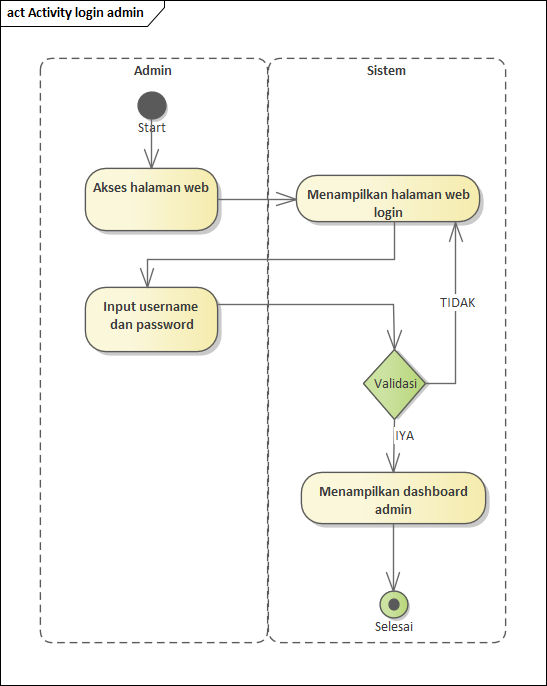 act Activity login admin
Admin
Sistem
Start
Akses halaman web
Menampilkan halaman web
login
Input username
dan password
TIDAK
Validasi
IYA
Menampilkan dashboard
admin
Selesai